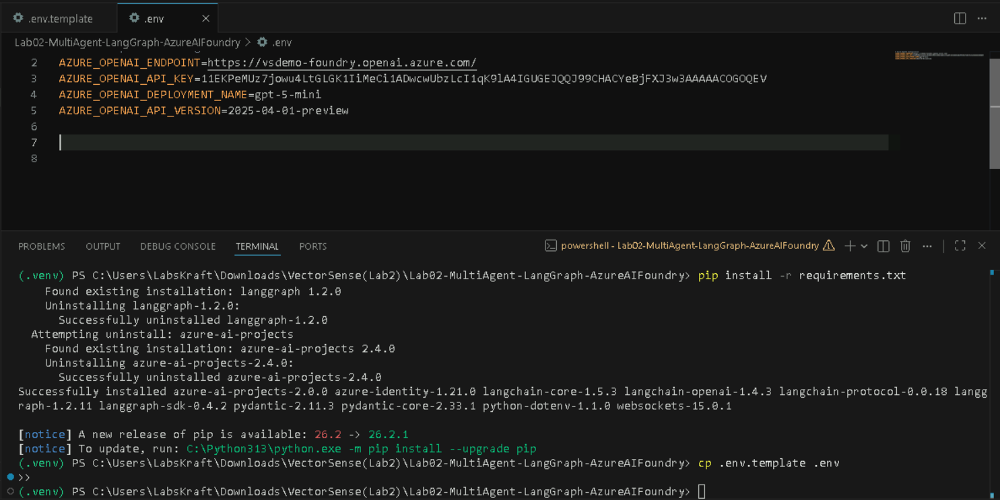 .env.template .env
Lab02-MultiAgent-LangGraph-AzureAIFoundry > .env
2 AZURE_OPENAI_ENDPOINT=https://vsdemo-foundry.openai.azure.com/
3 AZURE_OPENAI_API_KEY=11EKPeMUz7jowu4LtGLGK1IiMeCi1ADwcwUbzLcI1qK9lA4IGUGEJQQJ99CHACYeBjFXJ3w3AAAAACOGOQEV
4 AZURE_OPENAI_DEPLOYMENT_NAME=gpt-5-mini
5 AZURE_OPENAI_API_VERSION=2025-04-01-preview
6
7
8
PROBLEMS OUTPUT DEBUG CONSOLE TERMINAL PORTS powershell - Lab02-MultiAgent-LangGraph-AzureAIFoundry
(.venv) PS C:\Users\LabsKraft\Downloads\VectorSense(Lab2)\Lab02-MultiAgent-LangGraph-AzureAIFoundry> pip install -r requirements.txt
Found existing installation: langgraph 1.2.0
Uninstalling langgraph-1.2.0:
Successfully uninstalled langgraph-1.2.0
Attempting uninstall: azure-ai-projects
Found existing installation: azure-ai-projects 2.4.0
Uninstalling azure-ai-projects-2.4.0:
Successfully uninstalled azure-ai-projects-2.4.0
Successfully installed azure-ai-projects-2.0.0 azure-identity-1.21.0 langchain-core-1.5.3 langchain-openai-1.4.3 langchain-protocol-0.0.18 langg
raph-1.2.11 langgraph-sdk-0.4.2 pydantic-2.11.3 pydantic-core-2.33.1 python-dotenv-1.1.0 websockets-15.0.1
[notice] A new release of pip is available: 26.2 -> 26.2.1
[notice] To update, run: C:\Python313\python.exe -m pip install --upgrade pip
(.venv) PS C:\Users\LabsKraft\Downloads\VectorSense(Lab2)\Lab02-MultiAgent-LangGraph-AzureAIFoundry> cp .env.template .env
>>
(.venv) PS C:\Users\LabsKraft\Downloads\VectorSense(Lab2)\Lab02-MultiAgent-LangGraph-AzureAIFoundry>